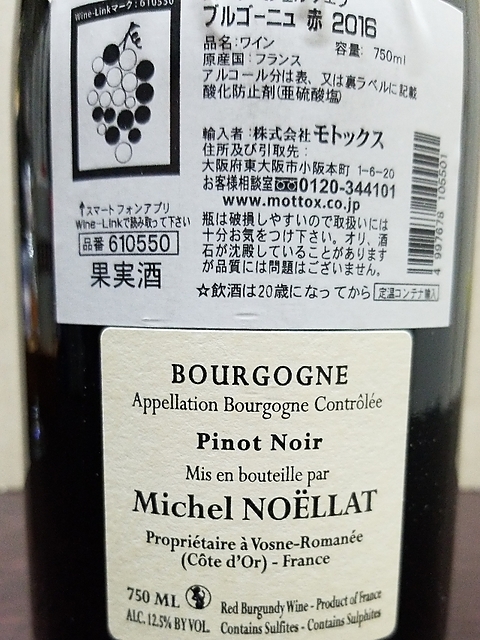 Wine-Linkマーク：610550
ブルゴーニュ 赤 2016
品名：ワイン 容量： 750ml
原産国：フランス
アルコール分は表、又は裏ラベルに記載
酸化防止剤(亜硫酸塩)
輸入者：株式会社モトックス
住所及び引取先：
大阪府東大阪市小阪本町 1-6-20
お客様相談室 0120-344101
www.mottox.co.jp
↑スマートフォンアプリ
Wine-Linkで読み取って下さい
品番 610550
果実酒
瓶は破損しやすいので取扱いには
十分お気をつけ下さい。オリ、酒
石が沈殿していることがあります
が品質には問題はございません。
☆飲酒は20歳になってから 定温コンテナ輸入
4 997678 105501
BOURGOGNE
Appellation Bourgogne Contrôlée
Pinot Noir
Mis en bouteille par
Michel NOËLLAT
Propriétaire à Vosne-Romanée
(Côte d'Or) - France
750 ML
ALC. 12.5% BY VOL.
Red Burgundy Wine - Product of France
Contains Sulfites - Contains Sulphites